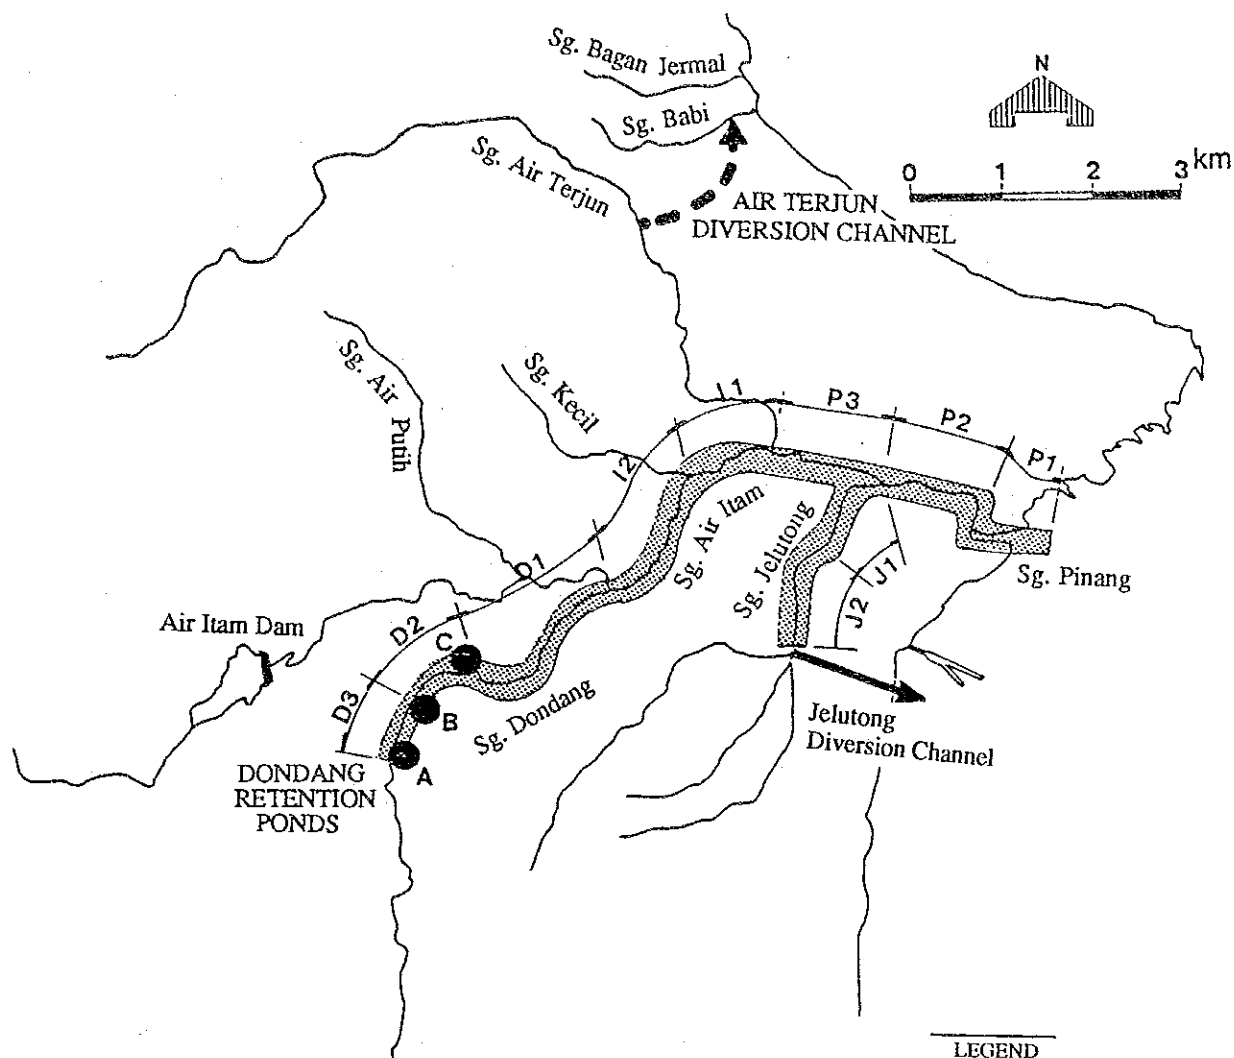 Sg. Bagan Jermal
N
Sg. Babi
Sg. Air Terjun
0 1 2 3 km
AIR TERJUN
DIVERSION CHANNEL
Sg. Air Putih
Sg. Kecil
I1
P3
P2
P1
I2
Sg. Air Itam
Sg. Jelutong
J1
J2
Sg. Pinang
D1
Air Itam Dam
D2
C
D3
B
Sg. Dondang
A
Jelutong
Diversion Channel
DONDANG
RETENTION
PONDS
LEGEND